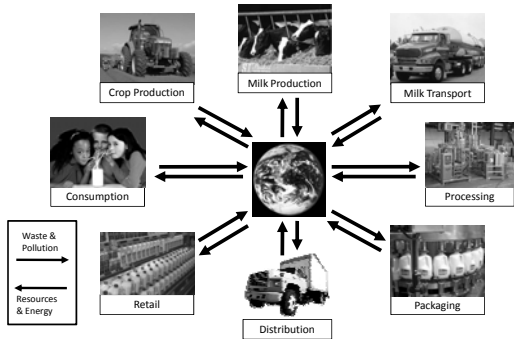 Crop Production
Milk Production
Milk Transport
Consumption
Processing
Waste &
Pollution
Resources
& Energy
Retail
Distribution
Packaging